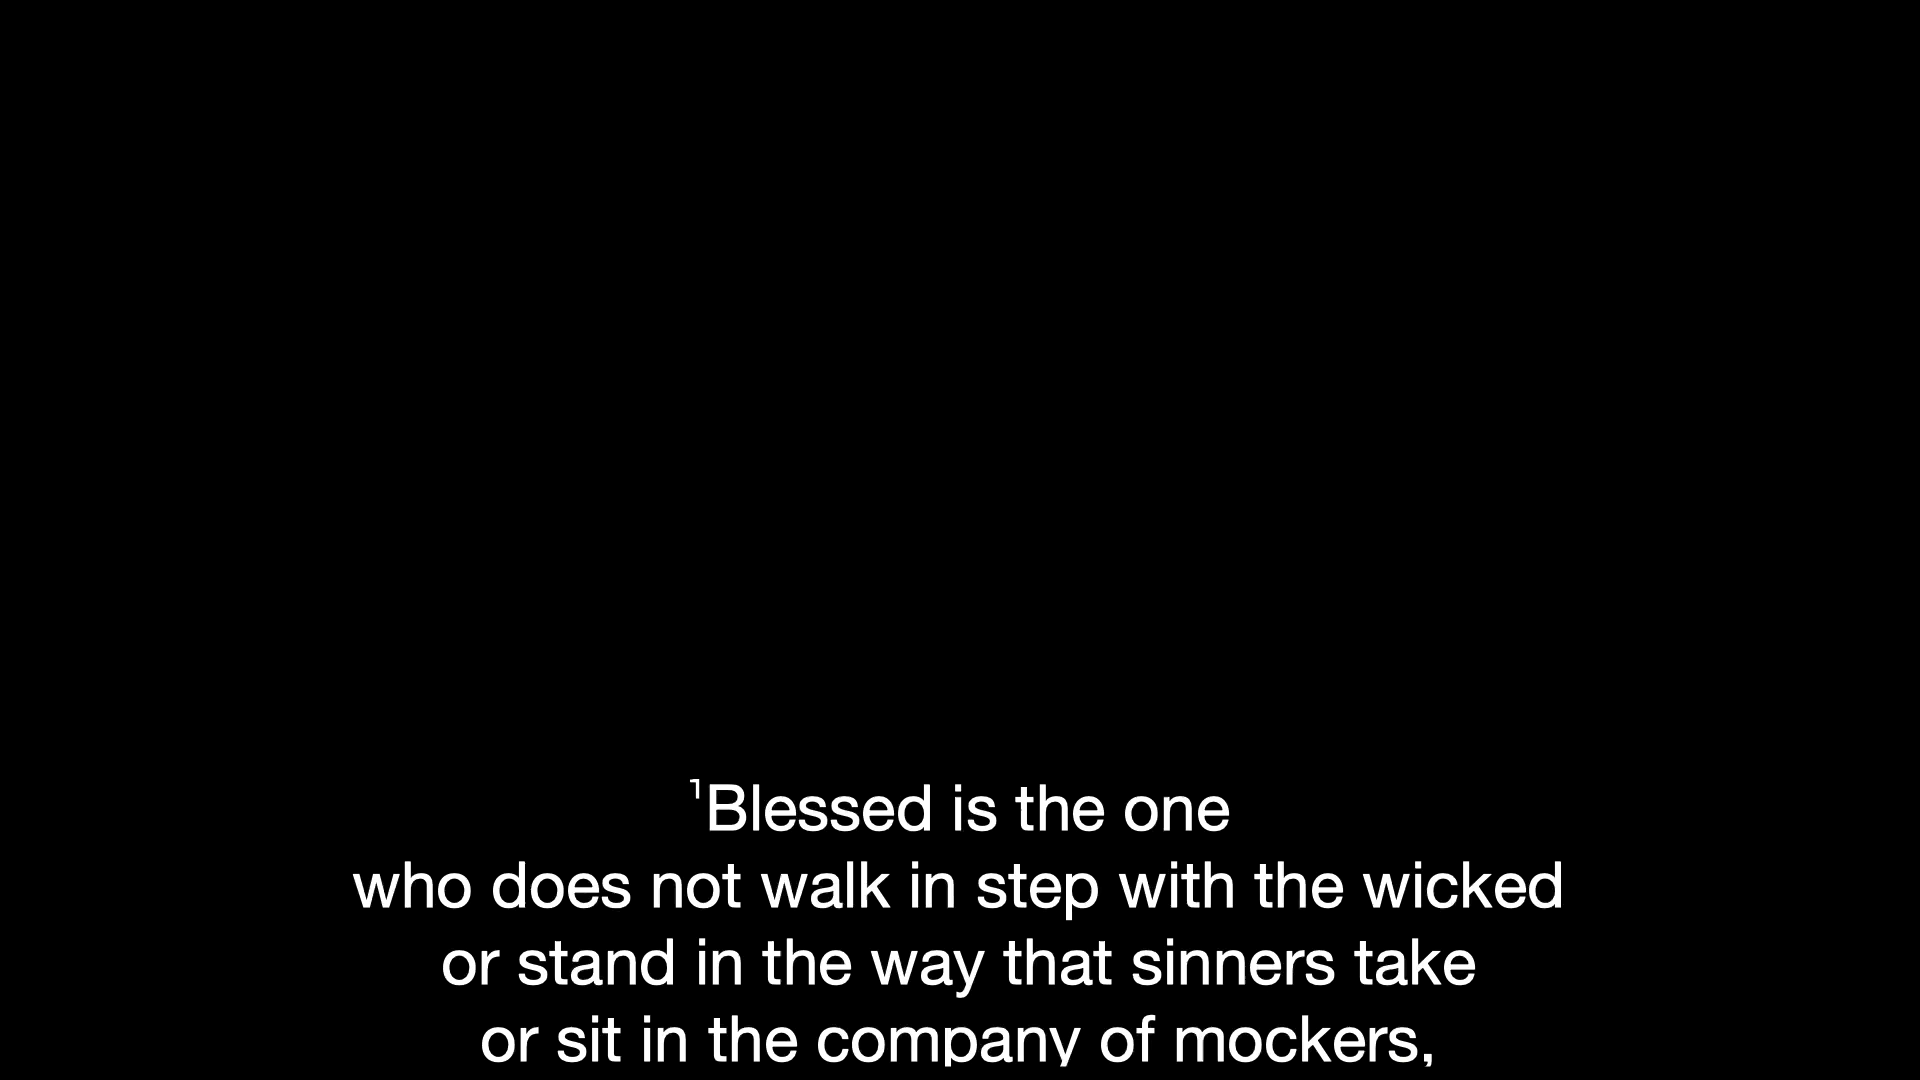 ¹Blessed is the one
who does not walk in step with the wicked
or stand in the way that sinners take
or sit in the company of mockers,